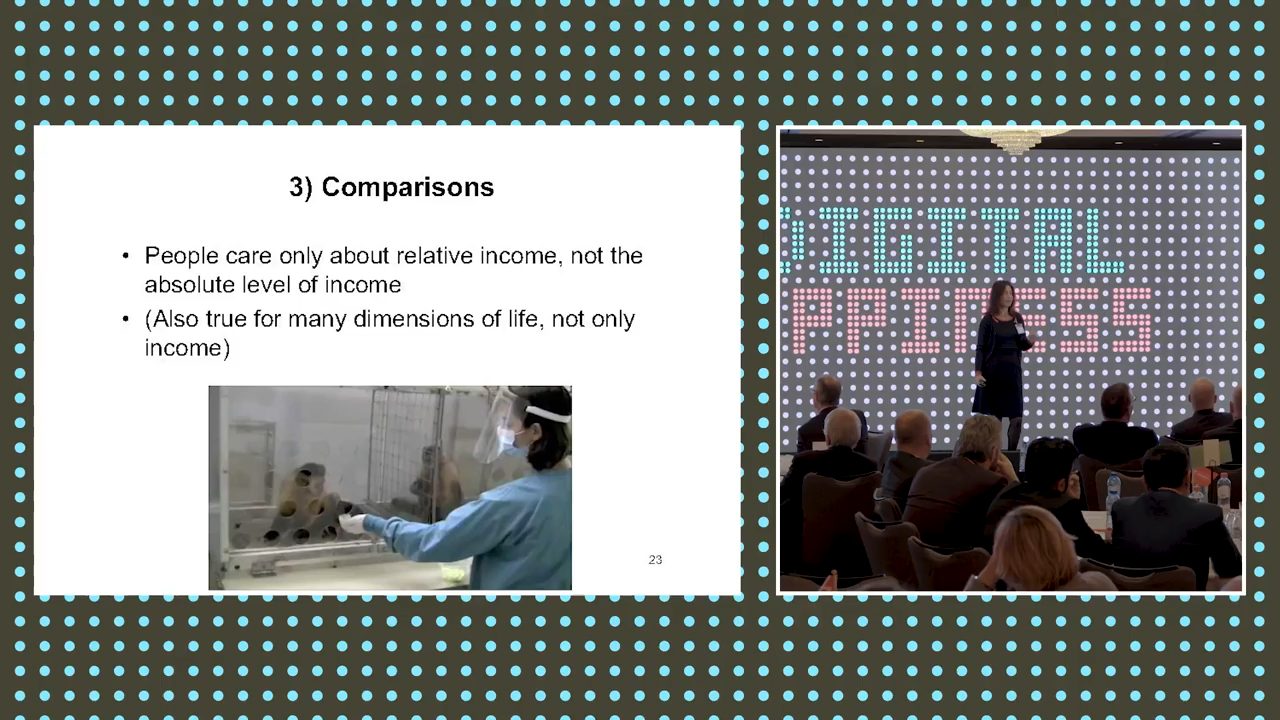 3) Comparisons
• People care only about relative income, not the
absolute level of income
• (Also true for many dimensions of life, not only
income)
23
DIGITAL
PPINESS